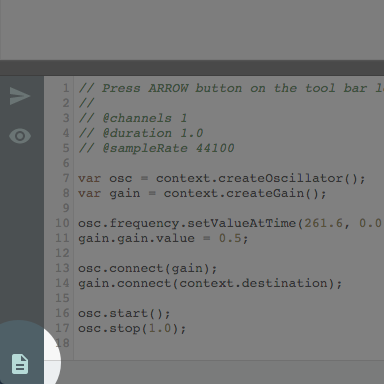 1 // Press ARROW button on the tool bar
2 //
3 // @channels 1
4 // @duration 1.0
5 // @sampleRate 44100
6
7 var osc = context.createOscillator();
8 var gain = context.createGain();
9
10 osc.frequency.setValueAtTime(261.6, 0.0
11 gain.gain.value = 0.5;
12
13 osc.connect(gain);
14 gain.connect(context.destination);
15
16 osc.start();
17 osc.stop(1.0);
18